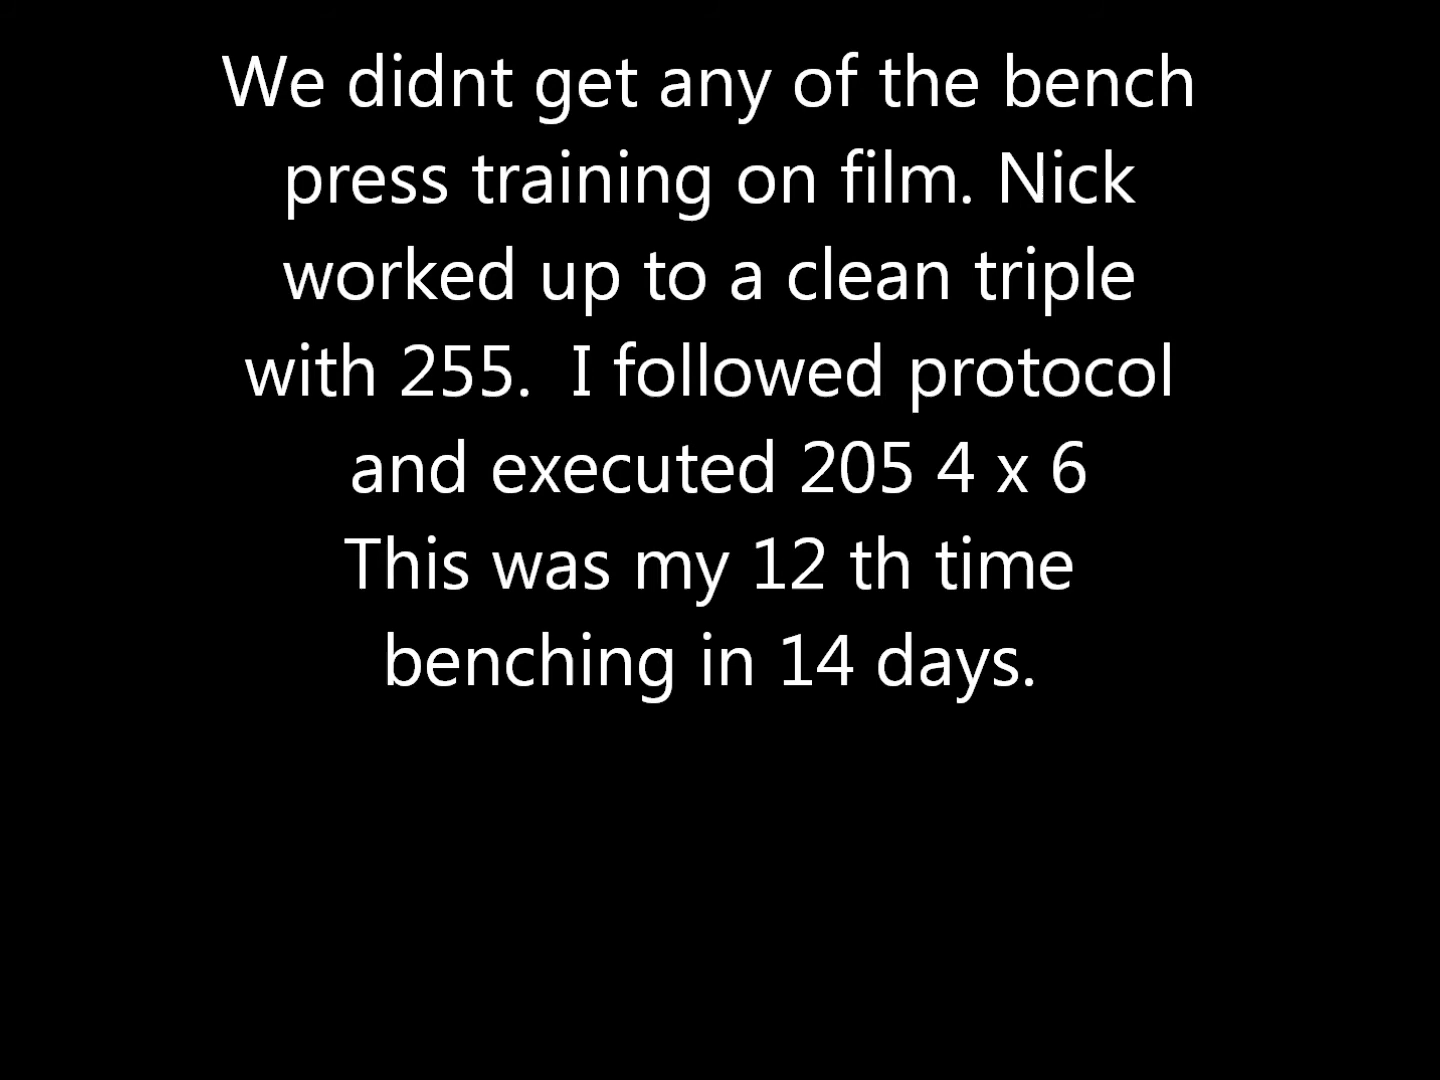 We didnt get any of the bench
press training on film. Nick
worked up to a clean triple
with 255.  I followed protocol
and executed 205 4 x 6
This was my 12 th time
benching in 14 days.